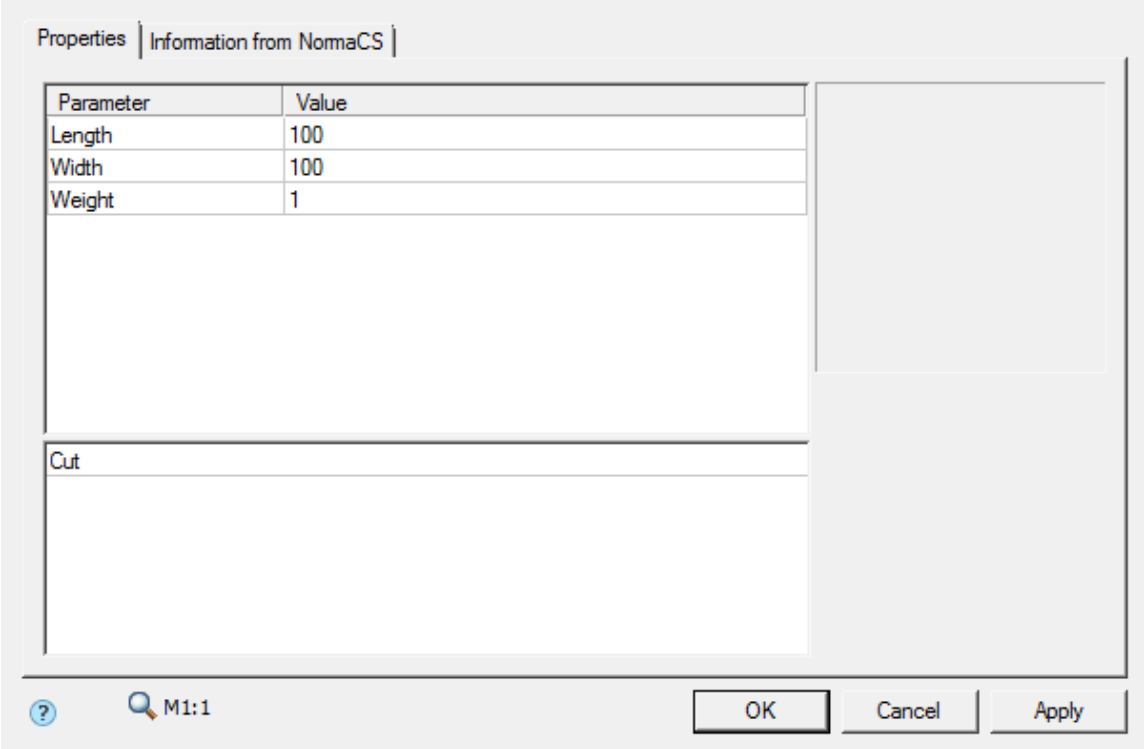 Properties Information from NormaCS
Parameter Value
Length 100
Width 100
Weight 1
Cut
? M1:1 OK Cancel Apply